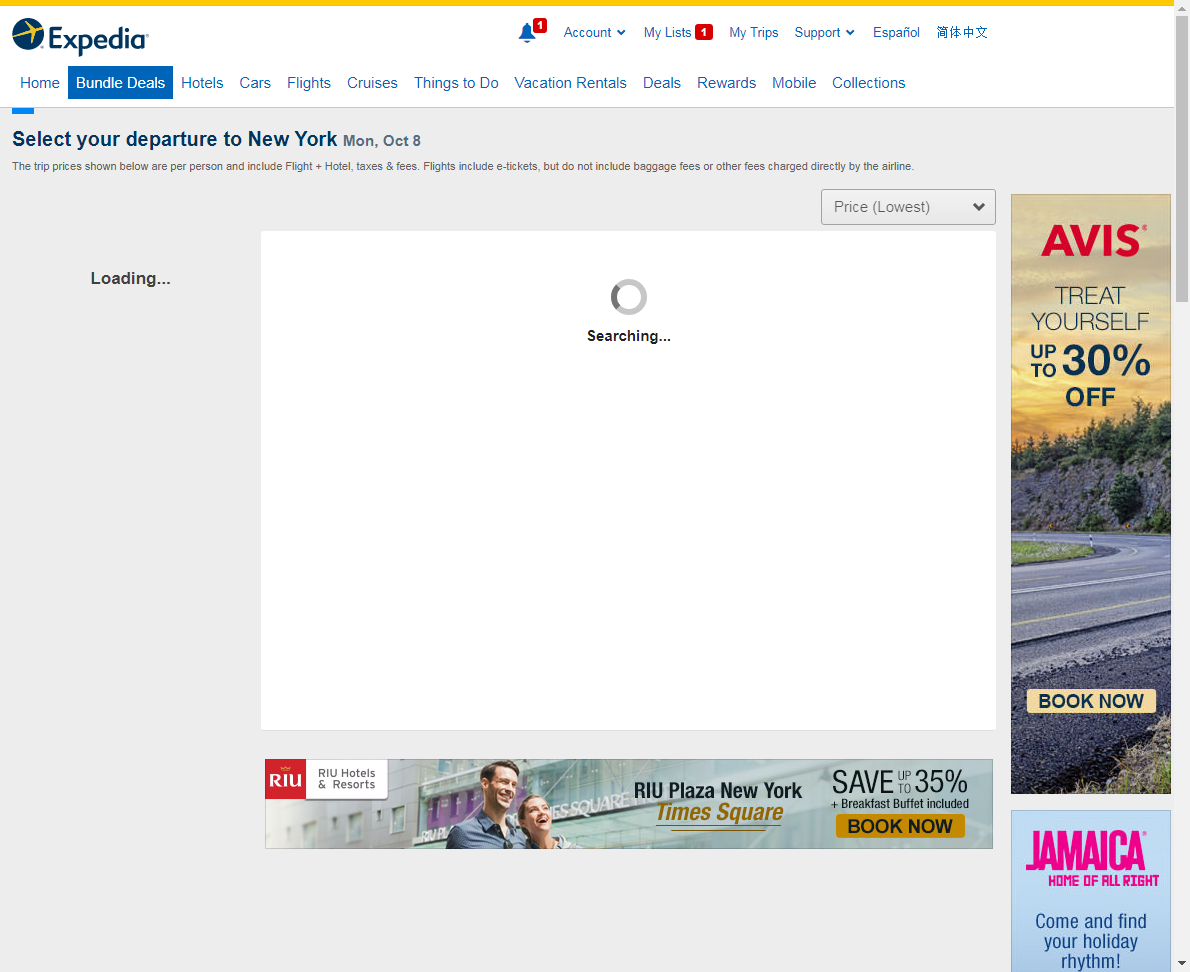 Expedia
1
Account
My Lists 1
My Trips
Support
Español
简体中文
Home
Bundle Deals
Hotels
Cars
Flights
Cruises
Things to Do
Vacation Rentals
Deals
Rewards
Mobile
Collections
Select your departure to New York Mon, Oct 8
The trip prices shown below are per person and include Flight + Hotel, taxes & fees. Flights include e-tickets, but do not include baggage fees or other fees charged directly by the airline.
Price (Lowest)
Loading...
Searching...
AVIS
TREAT
YOURSELF
UP TO 30%
OFF
BOOK NOW
RIU
RIU Hotels
& Resorts
RIU Plaza New York
Times Square
SAVE UP TO 35%
+ Breakfast Buffet included
BOOK NOW
JAMAICA
HOME OF ALL RIGHT
Come and find
your holiday
rhythm!